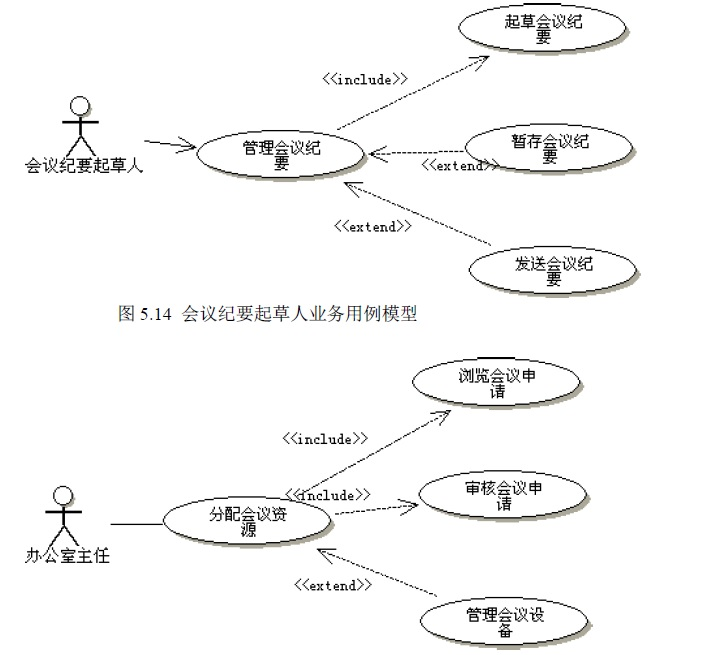 起草会议纪
要
<<include>>
管理会议纪
要
暂存会议纪
要
会议纪要起草人
<<extend>>
<<extend>>
发送会议纪
要
图 5.14 会议纪要起草人业务用例模型
浏览会议申
请
<<include>>
<<include>>
审核会议申
请
分配会议资
源
办公室主任
<<extend>>
管理会议设
备